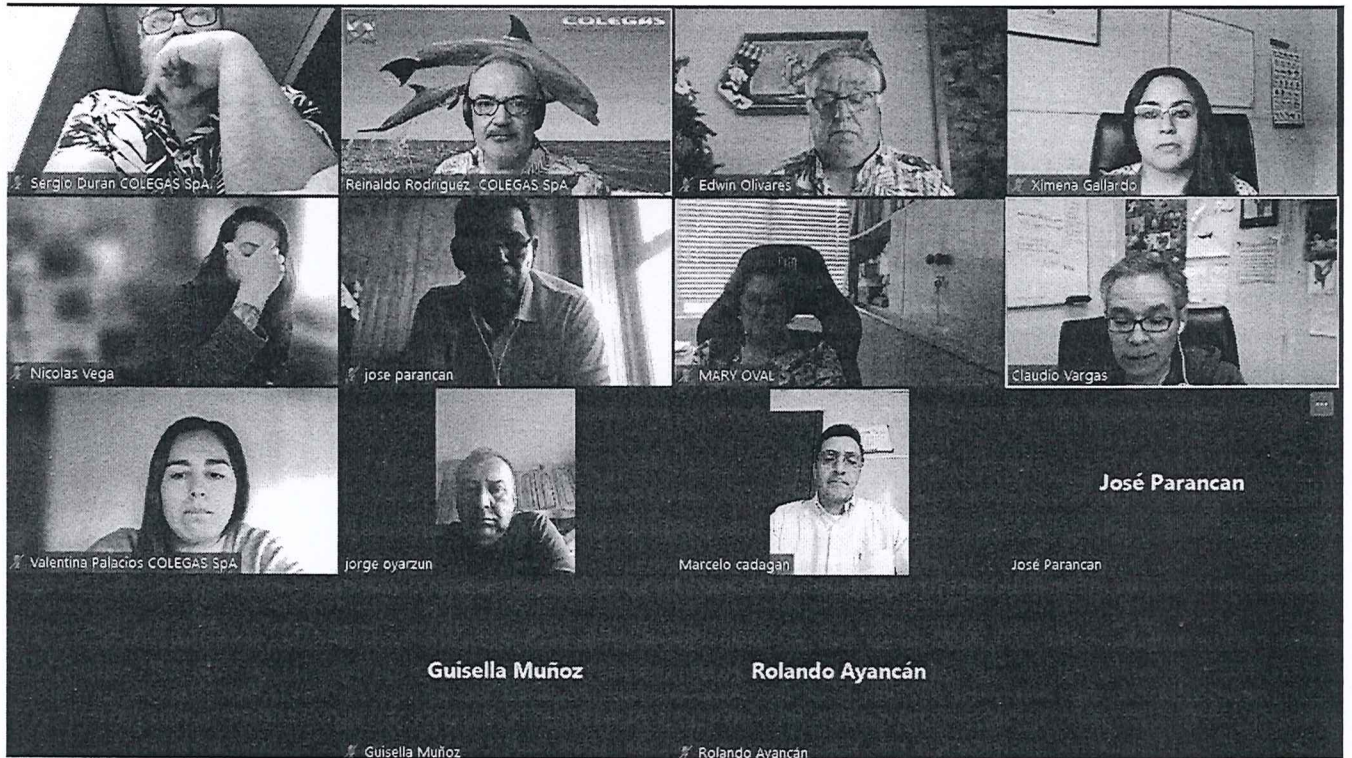 COLEGAS
Sergio Duran COLEGAS SpA.
Reinaldo Rodriguez COLEGAS SpA
Edwin Olivares
Ximena Gallardo
Nicolas Vega
jose parancan
MARY OVAL
Claudio Vargas
Valentina Palacios COLEGAS SpA
jorge oyarzun
Marcelo cadagan
José Parancan
José Parancan
Guisella Muñoz
Rolando Ayancán
Guisella Muñoz
Rolando Ayancán